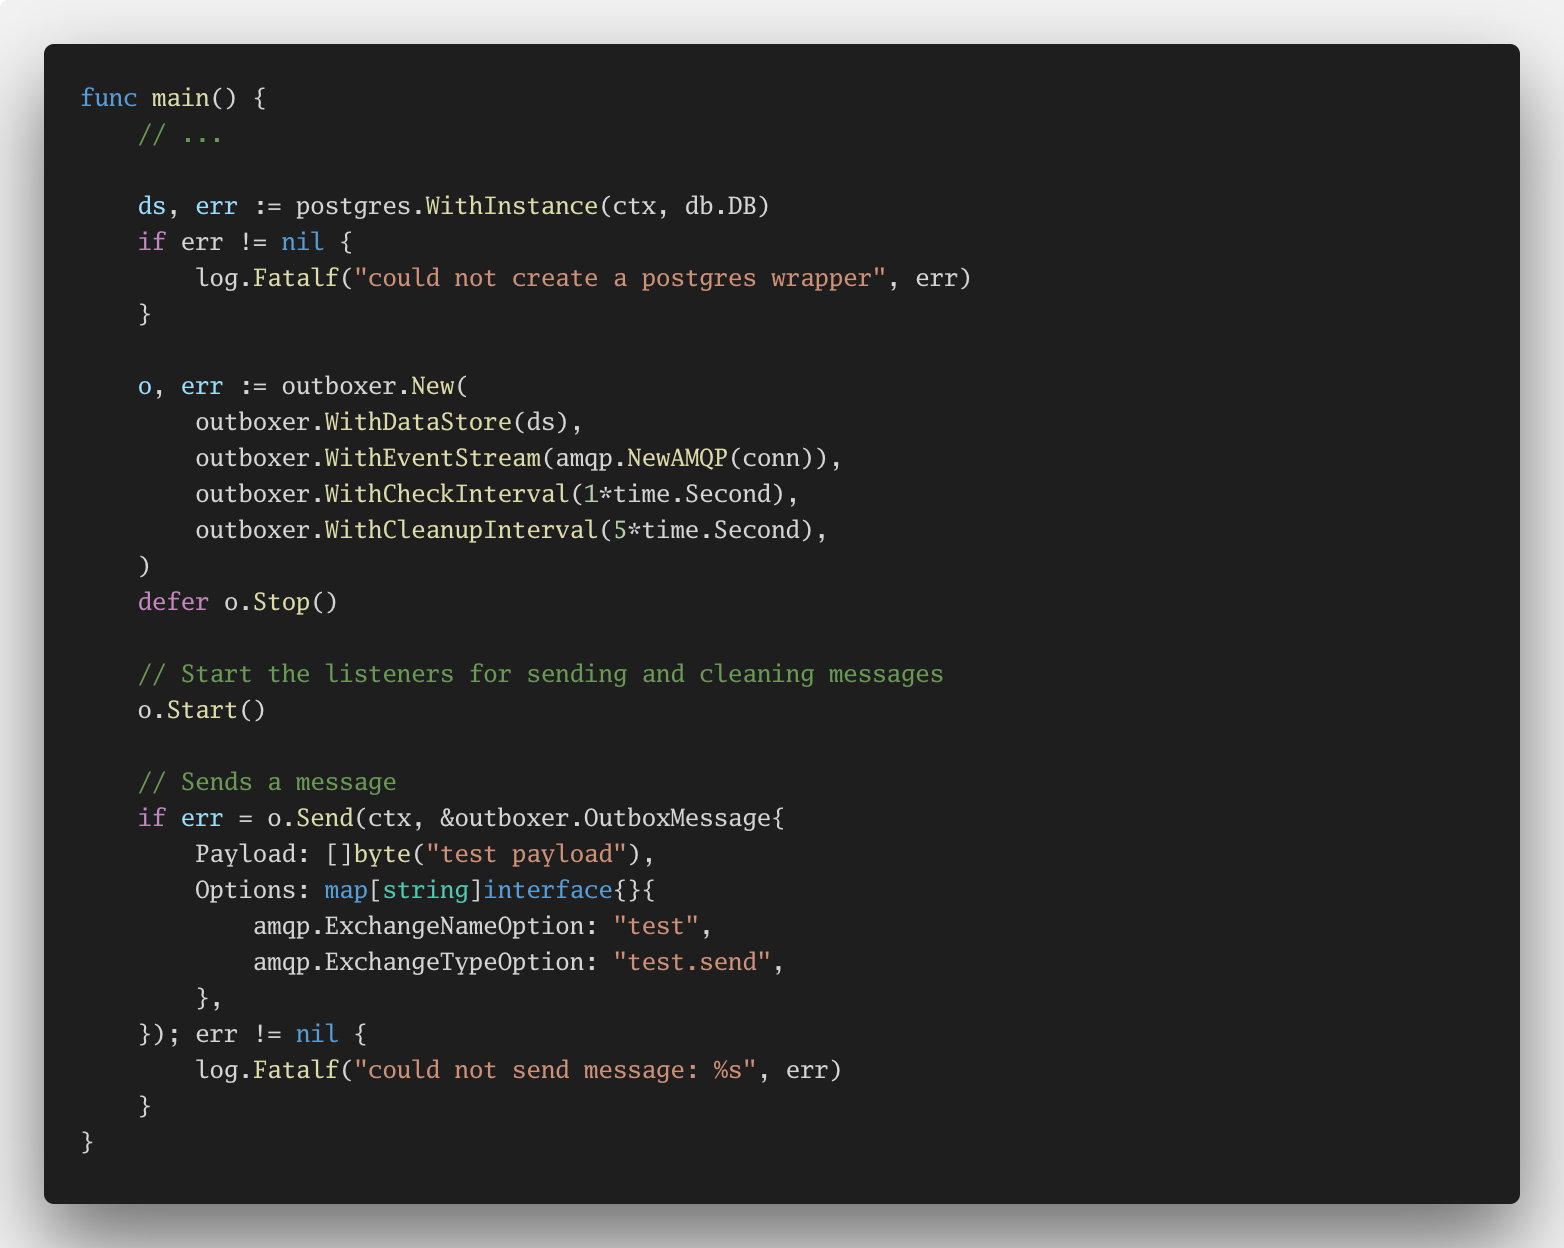 func main() {
    // ...

    ds, err := postgres.WithInstance(ctx, db.DB)
    if err != nil {
        log.Fatalf("could not create a postgres wrapper", err)
    }

    o, err := outboxer.New(
        outboxer.WithDataStore(ds),
        outboxer.WithEventStream(amqp.NewAMQP(conn)),
        outboxer.WithCheckInterval(1*time.Second),
        outboxer.WithCleanupInterval(5*time.Second),
    )
    defer o.Stop()

    // Start the listeners for sending and cleaning messages
    o.Start()

    // Sends a message
    if err = o.Send(ctx, &outboxer.OutboxMessage{
        Payload: []byte("test payload"),
        Options: map[string]interface{}{
            amqp.ExchangeNameOption: "test",
            amqp.ExchangeTypeOption: "test.send",
        },
    }); err != nil {
        log.Fatalf("could not send message: %s", err)
    }
}